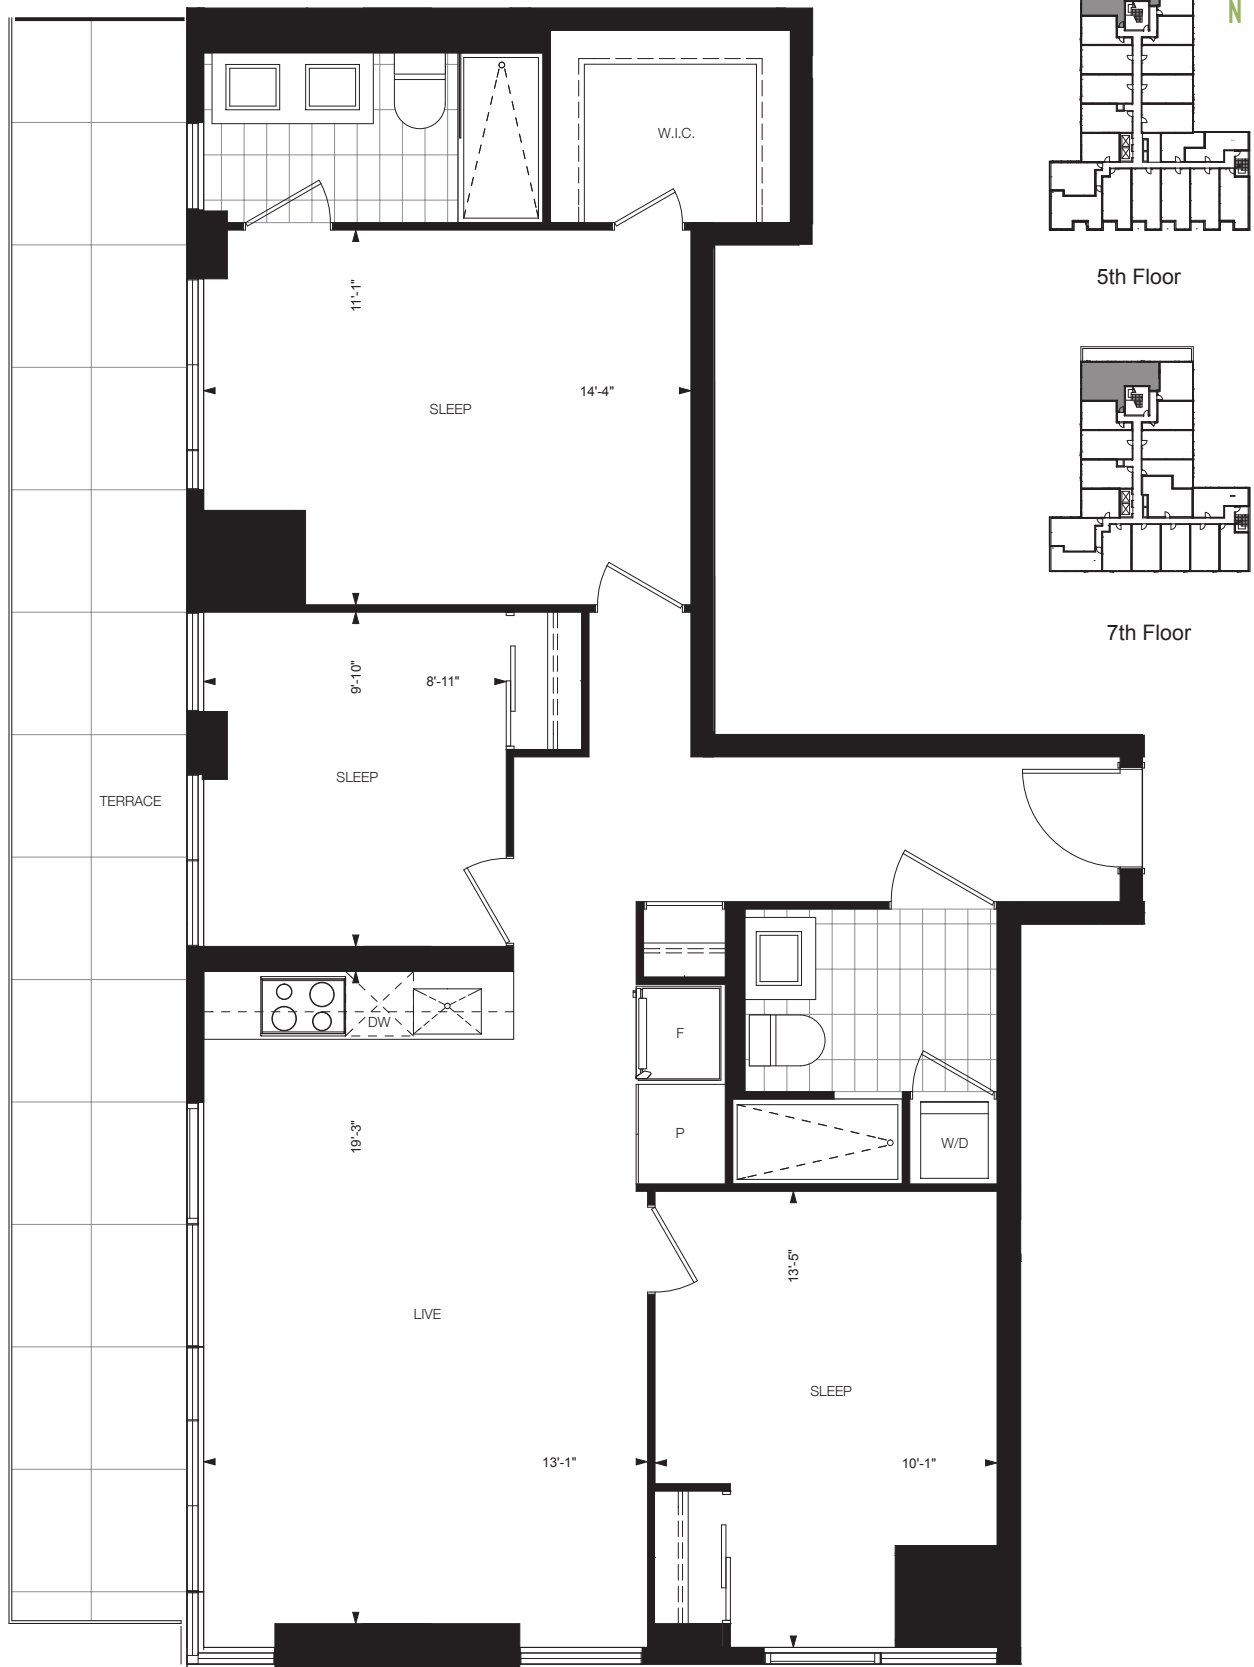 N
W.I.C.
5th Floor
11'-1"
14'-4"
SLEEP
7th Floor
9'-10"
8'-11"
SLEEP
TERRACE
DW
F
P
W/D
19'-3"
13'-5"
LIVE
SLEEP
13'-1"
10'-1"